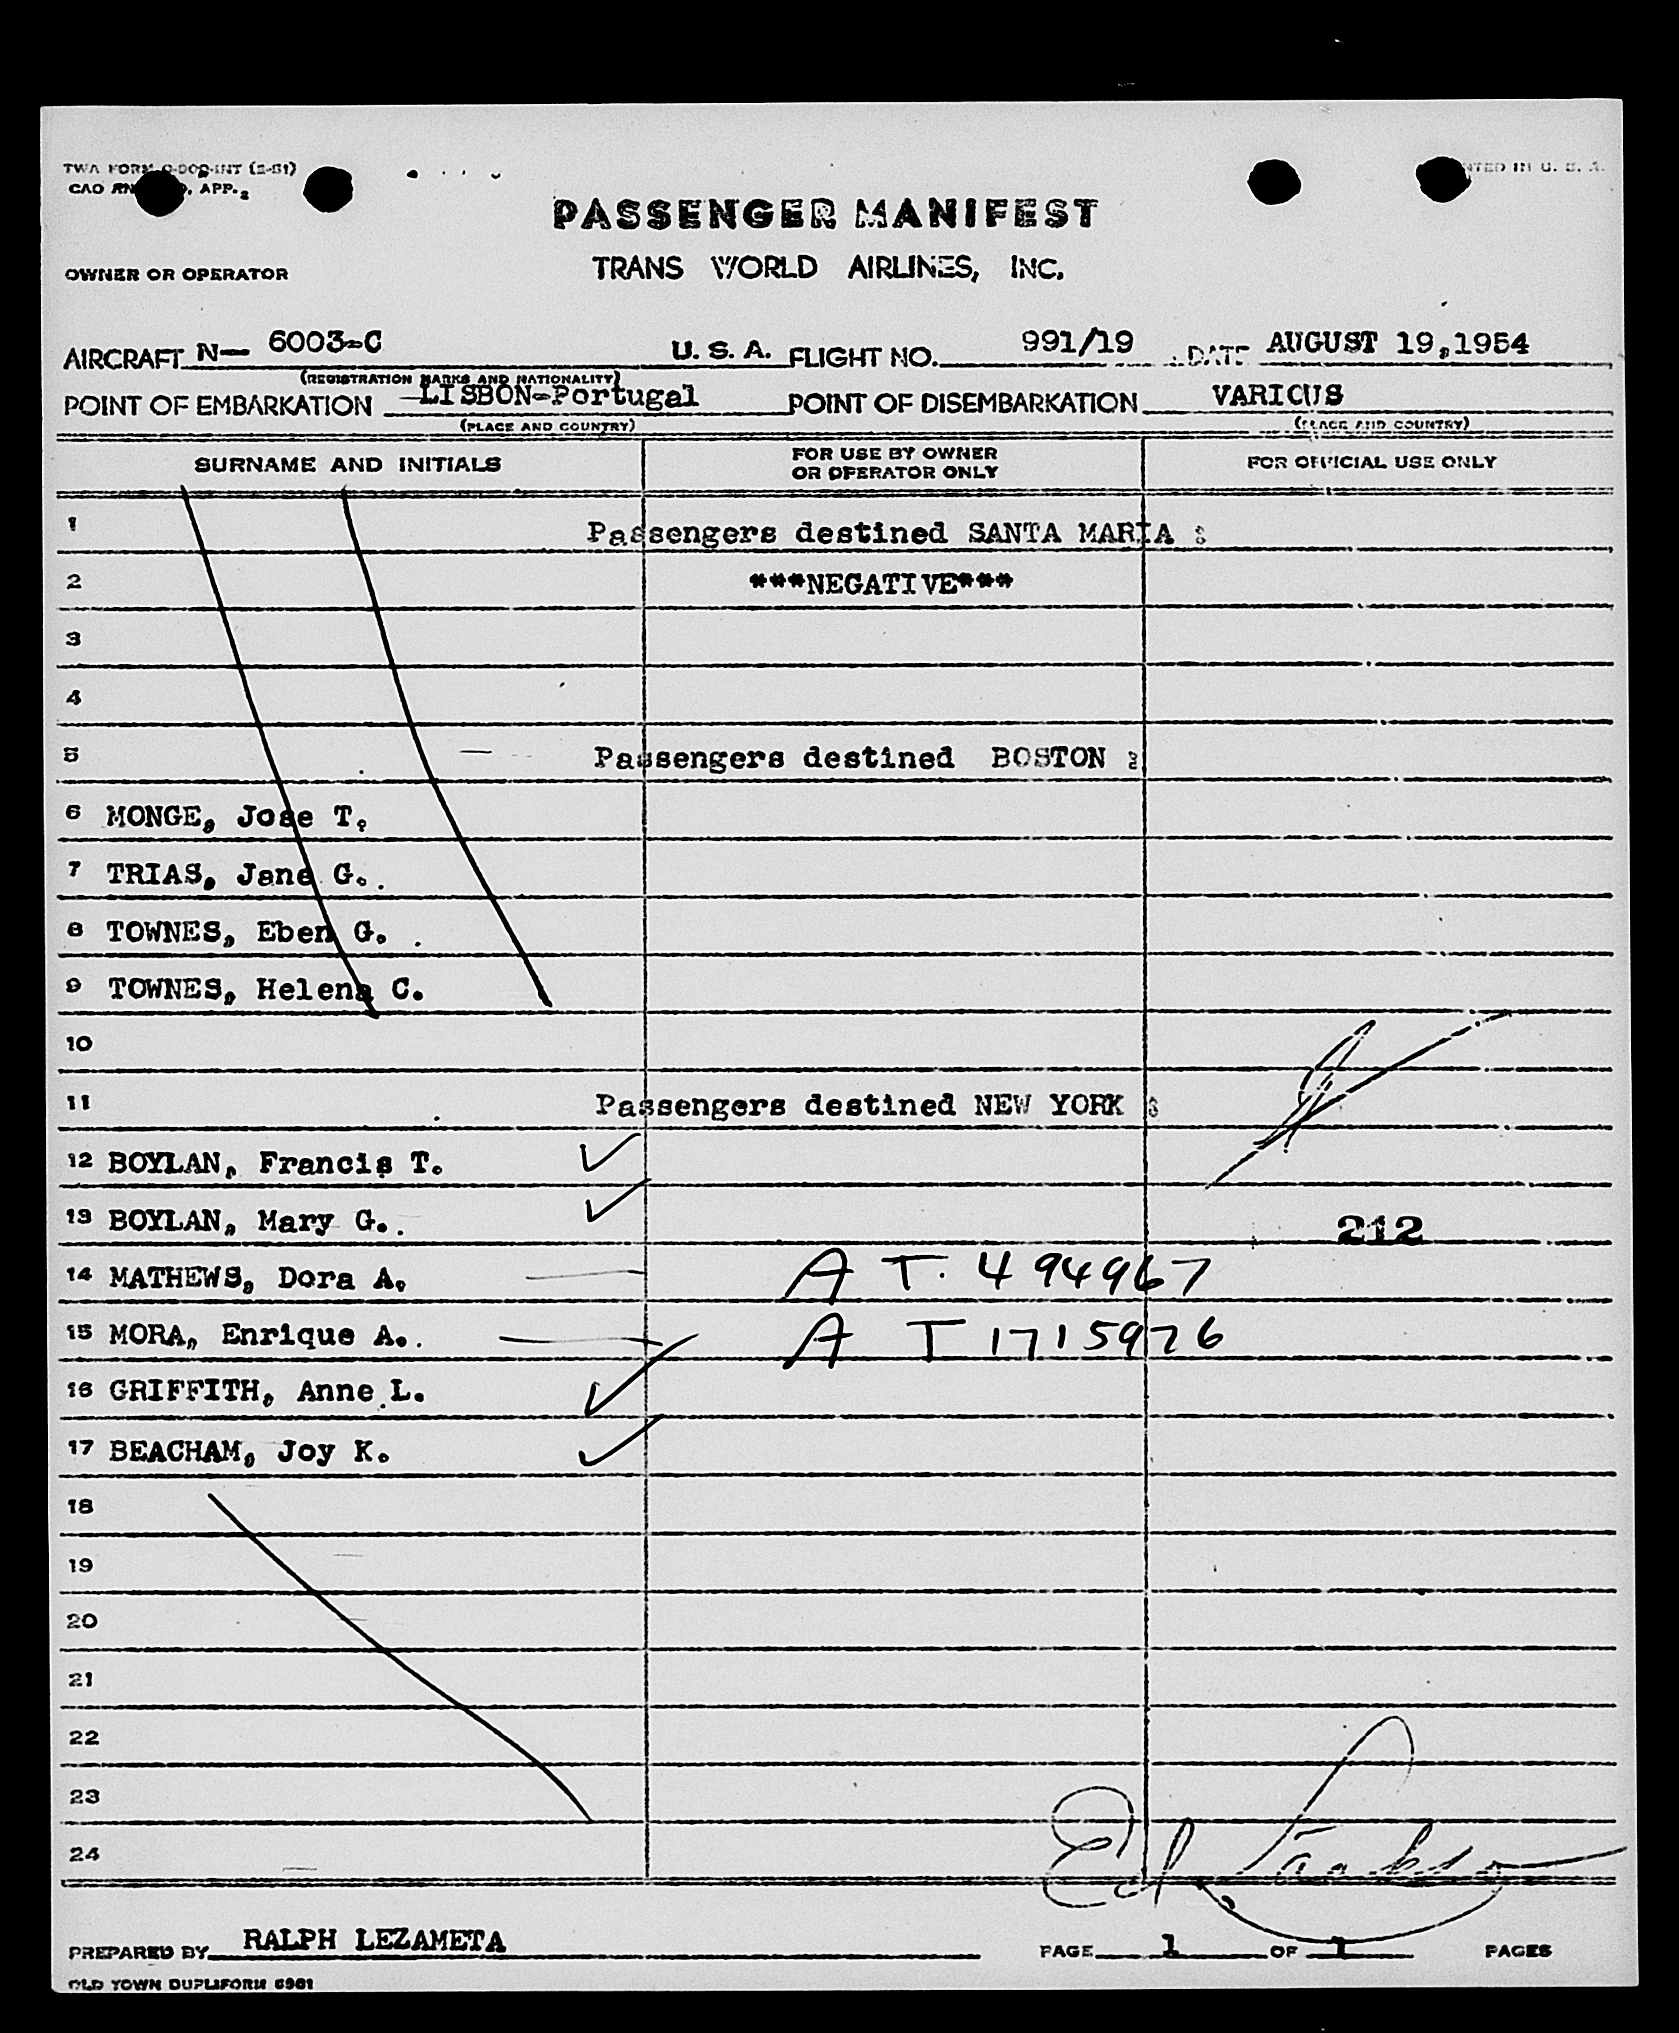 TWA FORM
CAO APP.
PASSENGER MANIFEST
OWNER OR OPERATOR
TRANS WORLD AIRLINES, INC.
AIRCRAFT N— 6003-C U. S. A. FLIGHT NO. 991/19 DATE AUGUST 19,1954
(REGISTRATION MARKS AND NATIONALITY)
POINT OF EMBARKATION LISBON-Portugal POINT OF DISEMBARKATION VARIOUS
(PLACE AND COUNTRY) (PLACE AND COUNTRY)
SURNAME AND INITIALS FOR USE BY OWNER OR OPERATOR ONLY FOR OFFICIAL USE ONLY
1 Passengers destined SANTA MARIA :
2 ***NEGATIVE***
3
4
5 Passengers destined BOSTON :
6 MONGE, Jose T.
7 TRIAS, Jane G.
8 TOWNES, Eben G.
9 TOWNES, Helena C.
10
11 Passengers destined NEW YORK :
12 BOYLAN, Francis T.
13 BOYLAN, Mary G. 212
14 MATHEWS, Dora A. A T. 494967
15 MORA, Enrique A. A T 1715976
16 GRIFFITH, Anne L.
17 BEACHAM, Joy K.
18
19
20
21
22
23
24
PREPARED BY RALPH LEZAMETA PAGE 1 OF 1 PAGES
OLD TOWN DUPLIFORM 6901